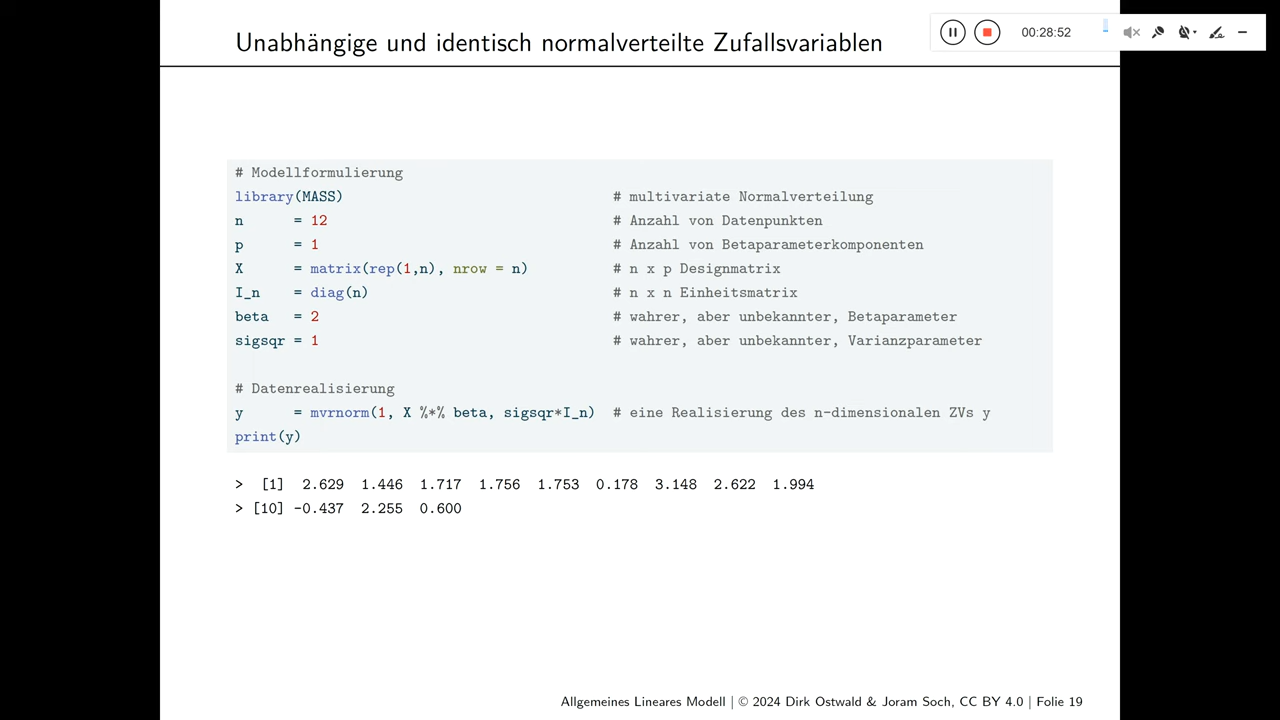 Unabhängige und identisch normalverteilte Zufallsvariablen
00:28:52
# Modellformulierung
library(MASS) # multivariate Normalverteilung
n = 12 # Anzahl von Datenpunkten
p = 1 # Anzahl von Betaparameterkomponenten
X = matrix(rep(1,n), nrow = n) # n x p Designmatrix
I_n = diag(n) # n x n Einheitsmatrix
beta = 2 # wahrer, aber unbekannter, Betaparameter
sigsqr = 1 # wahrer, aber unbekannter, Varianzparameter
# Datenrealisierung
y = mvrnorm(1, X %*% beta, sigsqr*I_n) # eine Realisierung des n-dimensionalen ZVs y
print(y)
> [1] 2.629 1.446 1.717 1.756 1.753 0.178 3.148 2.622 1.994
> [10] -0.437 2.255 0.600
Allgemeines Lineares Modell | © 2024 Dirk Ostwald & Joram Soch, CC BY 4.0 | Folie 19